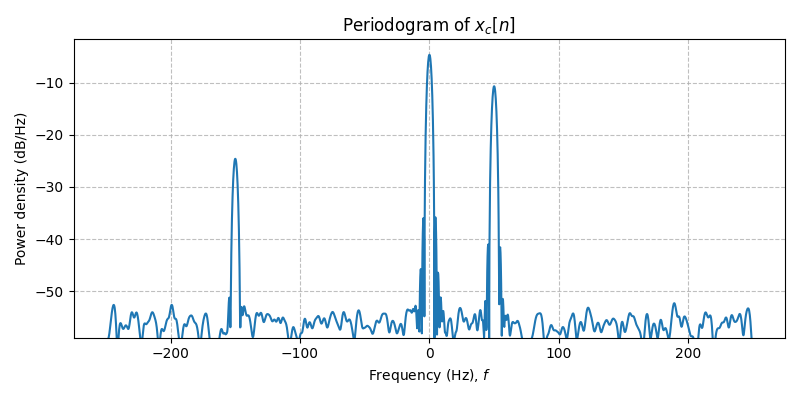 Periodogram of x_c[n]
Power density (dB/Hz)
−10
−20
−30
−40
−50
−200 −100 0 100 200
Frequency (Hz), f